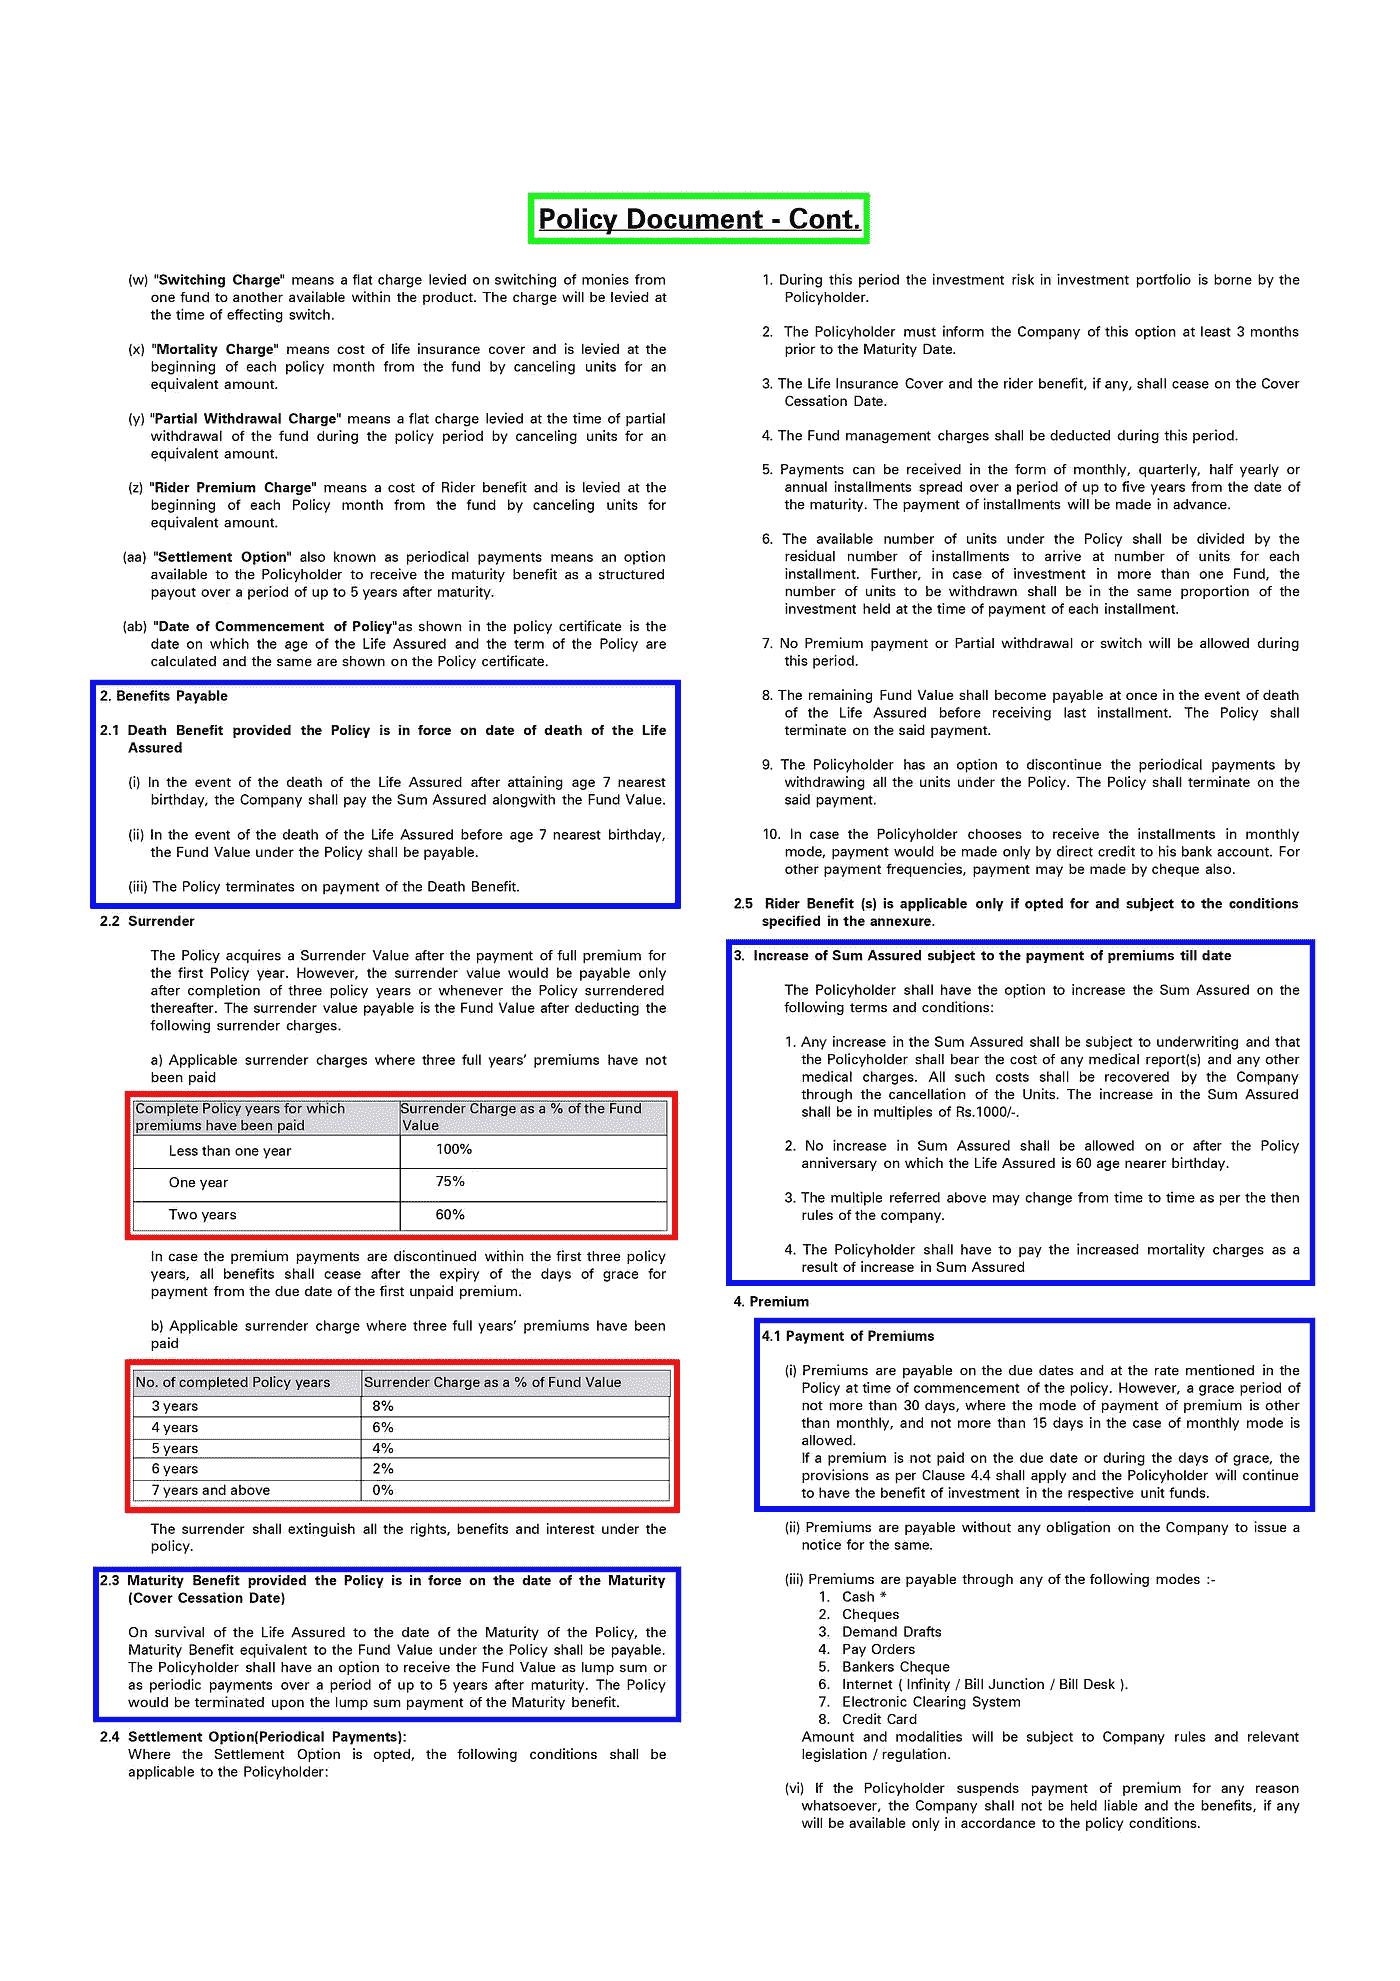 Policy Document - Cont.
(w) "Switching Charge" means a flat charge levied on switching of monies from
one fund to another available within the product. The charge will be levied at
the time of effecting switch.
(x) "Mortality Charge" means cost of life insurance cover and is levied at the
beginning of each policy month from the fund by canceling units for an
equivalent amount.
(y) "Partial Withdrawal Charge" means a flat charge levied at the time of partial
withdrawal of the fund during the policy period by canceling units for an
equivalent amount.
(z) "Rider Premium Charge" means a cost of Rider benefit and is levied at the
beginning of each Policy month from the fund by canceling units for
equivalent amount.
(aa) "Settlement Option" also known as periodical payments means an option
available to the Policyholder to receive the maturity benefit as a structured
payout over a period of up to 5 years after maturity.
(ab) "Date of Commencement of Policy"as shown in the policy certificate is the
date on which the age of the Life Assured and the term of the Policy are
calculated and the same are shown on the Policy certificate.
2. Benefits Payable
2.1 Death Benefit provided the Policy is in force on date of death of the Life
Assured
(i) In the event of the death of the Life Assured after attaining age 7 nearest
birthday, the Company shall pay the Sum Assured alongwith the Fund Value.
(ii) In the event of the death of the Life Assured before age 7 nearest birthday,
the Fund Value under the Policy shall be payable.
(iii) The Policy terminates on payment of the Death Benefit.
2.2 Surrender
The Policy acquires a Surrender Value after the payment of full premium for
the first Policy year. However, the surrender value would be payable only
after completion of three policy years or whenever the Policy surrendered
thereafter. The surrender value payable is the Fund Value after deducting the
following surrender charges.
a) Applicable surrender charges where three full years’ premiums have not
been paid
Complete Policy years for which Surrender Charge as a % of the Fund
premiums have been paid Value
Less than one year 100%
One year 75%
Two years 60%
In case the premium payments are discontinued within the first three policy
years, all benefits shall cease after the expiry of the days of grace for
payment from the due date of the first unpaid premium.
b) Applicable surrender charge where three full years’ premiums have been
paid
No. of completed Policy years Surrender Charge as a % of Fund Value
3 years 8%
4 years 6%
5 years 4%
6 years 2%
7 years and above 0%
The surrender shall extinguish all the rights, benefits and interest under the
policy.
2.3 Maturity Benefit provided the Policy is in force on the date of the Maturity
(Cover Cessation Date)
On survival of the Life Assured to the date of the Maturity of the Policy, the
Maturity Benefit equivalent to the Fund Value under the Policy shall be payable.
The Policyholder shall have an option to receive the Fund Value as lump sum or
as periodic payments over a period of up to 5 years after maturity. The Policy
would be terminated upon the lump sum payment of the Maturity benefit.
2.4 Settlement Option(Periodical Payments):
Where the Settlement Option is opted, the following conditions shall be
applicable to the Policyholder:
1. During this period the investment risk in investment portfolio is borne by the
Policyholder.
2. The Policyholder must inform the Company of this option at least 3 months
prior to the Maturity Date.
3. The Life Insurance Cover and the rider benefit, if any, shall cease on the Cover
Cessation Date.
4. The Fund management charges shall be deducted during this period.
5. Payments can be received in the form of monthly, quarterly, half yearly or
annual installments spread over a period of up to five years from the date of
the maturity. The payment of installments will be made in advance.
6. The available number of units under the Policy shall be divided by the
residual number of installments to arrive at number of units for each
installment. Further, in case of investment in more than one Fund, the
number of units to be withdrawn shall be in the same proportion of the
investment held at the time of payment of each installment.
7. No Premium payment or Partial withdrawal or switch will be allowed during
this period.
8. The remaining Fund Value shall become payable at once in the event of death
of the Life Assured before receiving last installment. The Policy shall
terminate on the said payment.
9. The Policyholder has an option to discontinue the periodical payments by
withdrawing all the units under the Policy. The Policy shall terminate on the
said payment.
10. In case the Policyholder chooses to receive the installments in monthly
mode, payment would be made only by direct credit to his bank account. For
other payment frequencies, payment may be made by cheque also.
2.5 Rider Benefit (s) is applicable only if opted for and subject to the conditions
specified in the annexure.
3. Increase of Sum Assured subject to the payment of premiums till date
The Policyholder shall have the option to increase the Sum Assured on the
following terms and conditions:
1. Any increase in the Sum Assured shall be subject to underwriting and that
the Policyholder shall bear the cost of any medical report(s) and any other
medical charges. All such costs shall be recovered by the Company
through the cancellation of the Units. The increase in the Sum Assured
shall be in multiples of Rs.1000/-.
2. No increase in Sum Assured shall be allowed on or after the Policy
anniversary on which the Life Assured is 60 age nearer birthday.
3. The multiple referred above may change from time to time as per the then
rules of the company.
4. The Policyholder shall have to pay the increased mortality charges as a
result of increase in Sum Assured
4. Premium
4.1 Payment of Premiums
(i) Premiums are payable on the due dates and at the rate mentioned in the
Policy at time of commencement of the policy. However, a grace period of
not more than 30 days, where the mode of payment of premium is other
than monthly, and not more than 15 days in the case of monthly mode is
allowed.
If a premium is not paid on the due date or during the days of grace, the
provisions as per Clause 4.4 shall apply and the Policyholder will continue
to have the benefit of investment in the respective unit funds.
(ii) Premiums are payable without any obligation on the Company to issue a
notice for the same.
(iii) Premiums are payable through any of the following modes :-
1. Cash *
2. Cheques
3. Demand Drafts
4. Pay Orders
5. Bankers Cheque
6. Internet ( Infinity / Bill Junction / Bill Desk ).
7. Electronic Clearing System
8. Credit Card
Amount and modalities will be subject to Company rules and relevant
legislation / regulation.
(vi) If the Policyholder suspends payment of premium for any reason
whatsoever, the Company shall not be held liable and the benefits, if any
will be available only in accordance to the policy conditions.